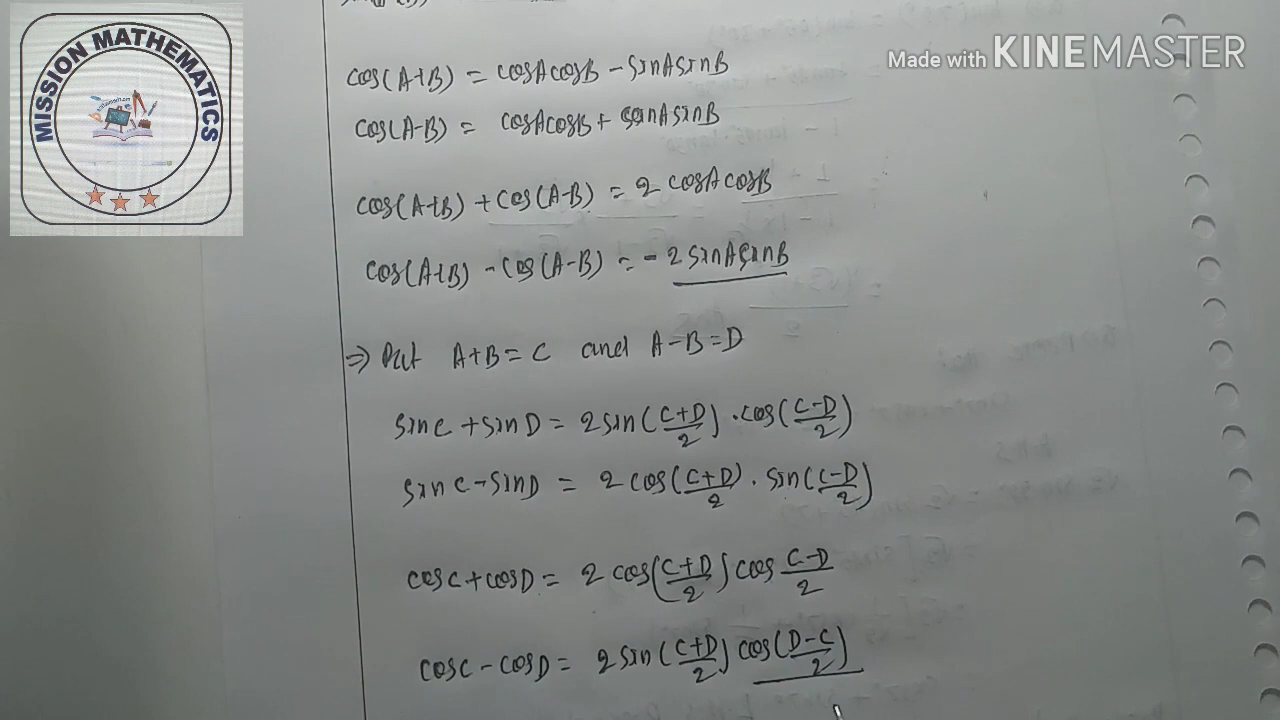 MISSION MATHEMATICS
Made with KINEMASTER
cos(A+B) = cosAcosB - sinAsinB
cos(A-B) = cosAcosB + sinAsinB
cos(A+B) + cos(A-B) = 2 cosAcosB
cos(A+B) - cos(A-B) = - 2 sinAsinB
⇒ Put A+B = C and A-B = D
sinC + sinD = 2 sin(C+D/2) . cos(C-D/2)
sinC - sinD = 2 cos(C+D/2) . sin(C-D/2)
cosC + cosD = 2 cos(C+D/2) cos C-D/2
cosC - cosD = 2 sin(C+D/2) cos(D-C/2)